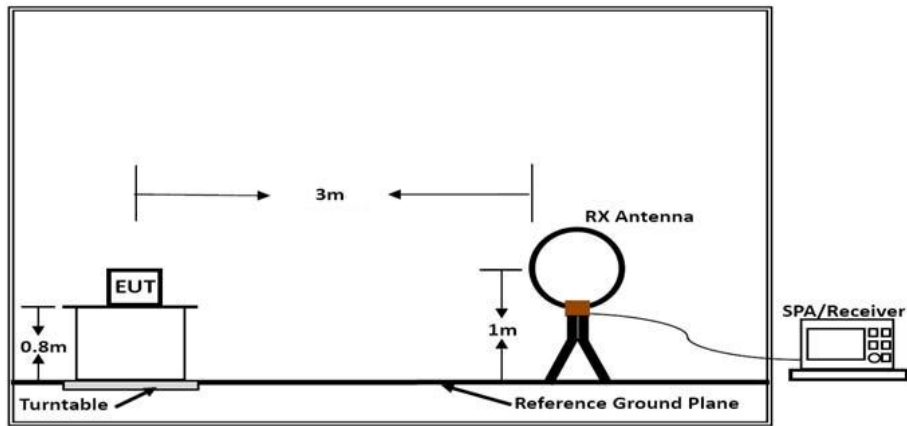 3m
RX Antenna
EUT
SPA/Receiver
0.8m
1m
Turntable
Reference Ground Plane